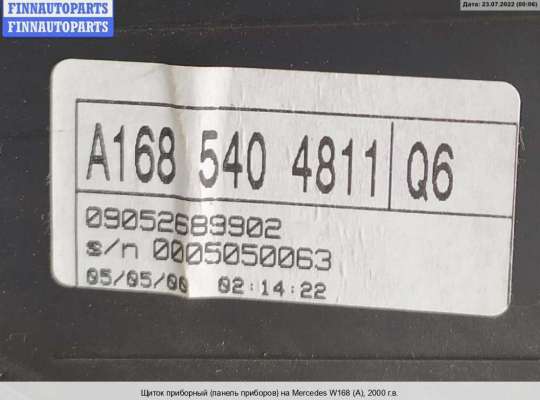 FINNAUTOPARTS
FINNAUTOPARTS
Дата: 23.07.2022 (00:06)
A168 540 4811 Q6
09052689902
s/n 0005050063
05/05/00 02:14:22
Щиток приборный (панель приборов) на Mercedes W168 (A), 2000 г.в.